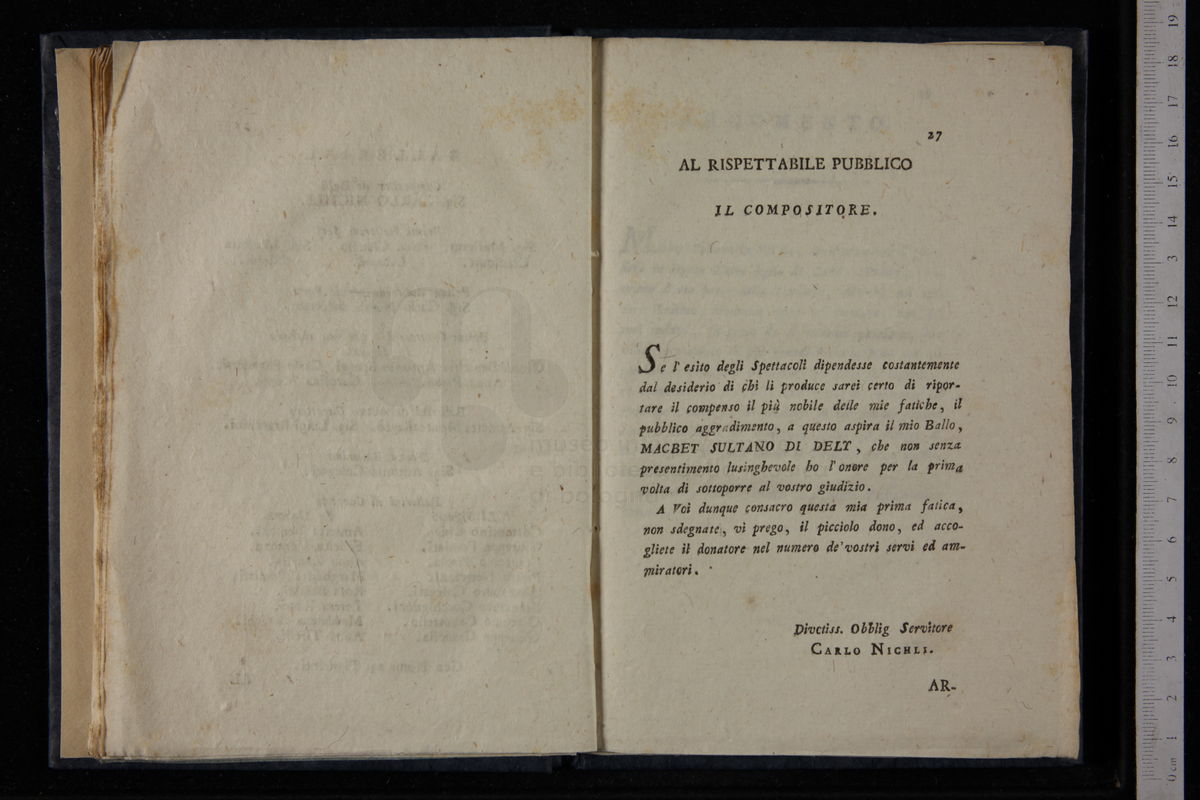 27
AL RISPETTABILE PUBBLICO
IL COMPOSITORE.
Se l'esito degli Spettacoli dipendesse costantemente
dal desiderio di chi li produce sarei certo di ripor-
tare il compenso il più nobile delle mie fatiche, il
pubblico aggradimento, a questo aspira il mio Ballo,
MACBET SULTANO DI DELT, che non senza
presentimento lusinghevole ho l'onore per la prima
volta di sottoporre al vostro giudizio.
A Voi dunque consacro questa mia prima fatica,
non sdegnate, vi prego, il picciolo dono, ed acco-
gliete il donatore nel numero de'vostri servi ed am-
miratori.
Divotiss. Obblig Servitore
CARLO NICHLI.
AR-